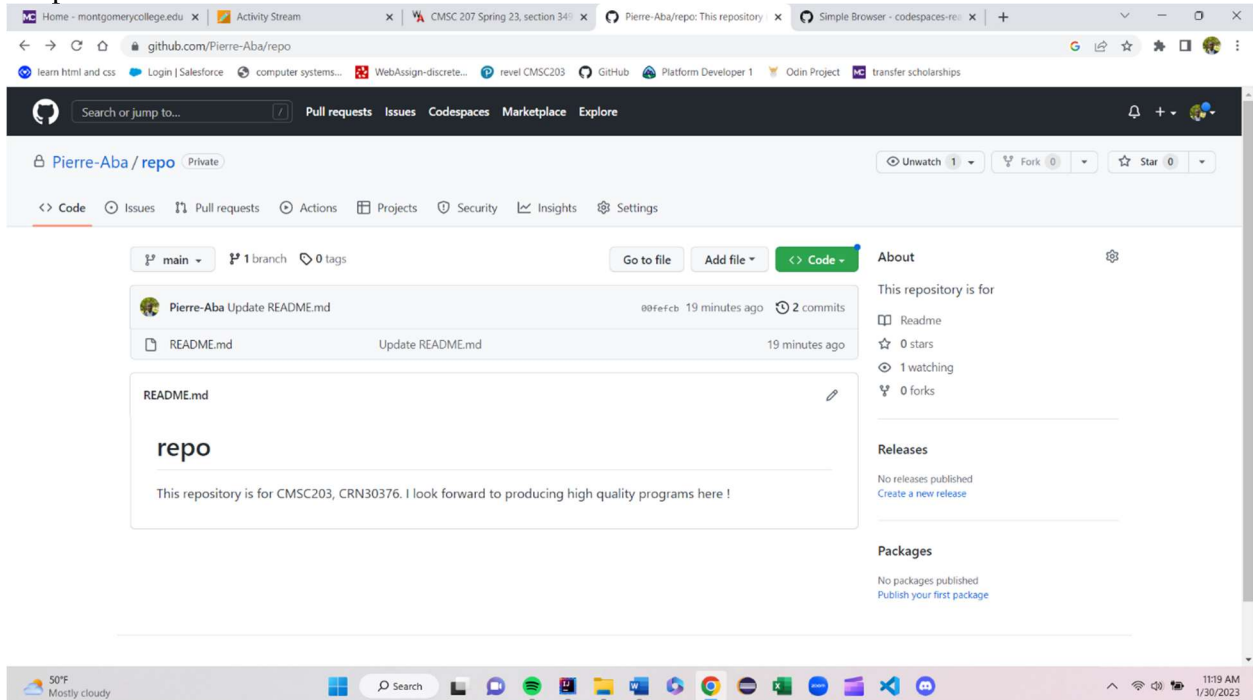 Home - montgomerycollege.edu
Activity Stream
CMSC 207 Spring 23, section 345
Pierre-Aba/repo: This repository
Simple Browser - codespaces-rea
github.com/Pierre-Aba/repo
learn html and css
Login | Salesforce
computer systems...
WebAssign-discrete...
revel CMSC203
GitHub
Platform Developer 1
Odin Project
transfer scholarships
Search or jump to...
/
Pull requests Issues Codespaces Marketplace Explore
Pierre-Aba / repo Private
Unwatch 1
Fork 0
Star 0
Code Issues Pull requests Actions Projects Security Insights Settings
main 1 branch 0 tags
Go to file Add file Code
Pierre-Aba Update README.md 00fefcb 19 minutes ago 2 commits
README.md Update README.md 19 minutes ago
README.md
repo
This repository is for CMSC203, CRN30376. I look forward to producing high quality programs here !
About
This repository is for
Readme
0 stars
1 watching
0 forks
Releases
No releases published
Create a new release
Packages
No packages published
Publish your first package
50°F
Mostly cloudy
Search
11:19 AM
1/30/2023